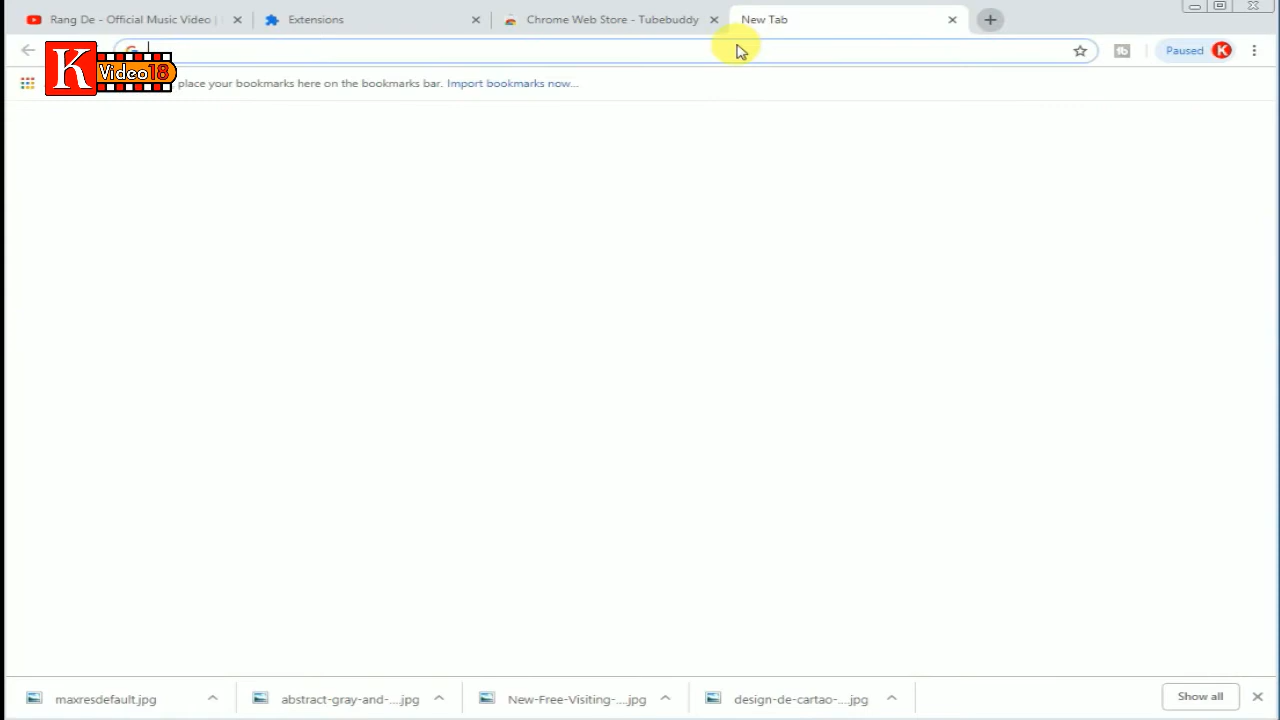 Rang De - Official Music Video
Extensions
Chrome Web Store - Tubebuddy
New Tab
Paused
K
K
Video18
place your bookmarks here on the bookmarks bar. Import bookmarks now...
maxresdefault.jpg
abstract-gray-and-....jpg
New-Free-Visiting-....jpg
design-de-cartao-....jpg
Show all